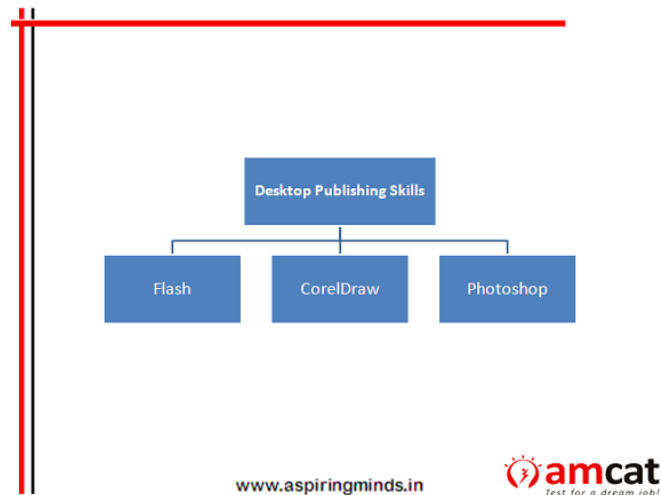 Desktop Publishing Skills
Flash
CorelDraw
Photoshop
www.aspiringminds.in
amcat
Test for a dream job!